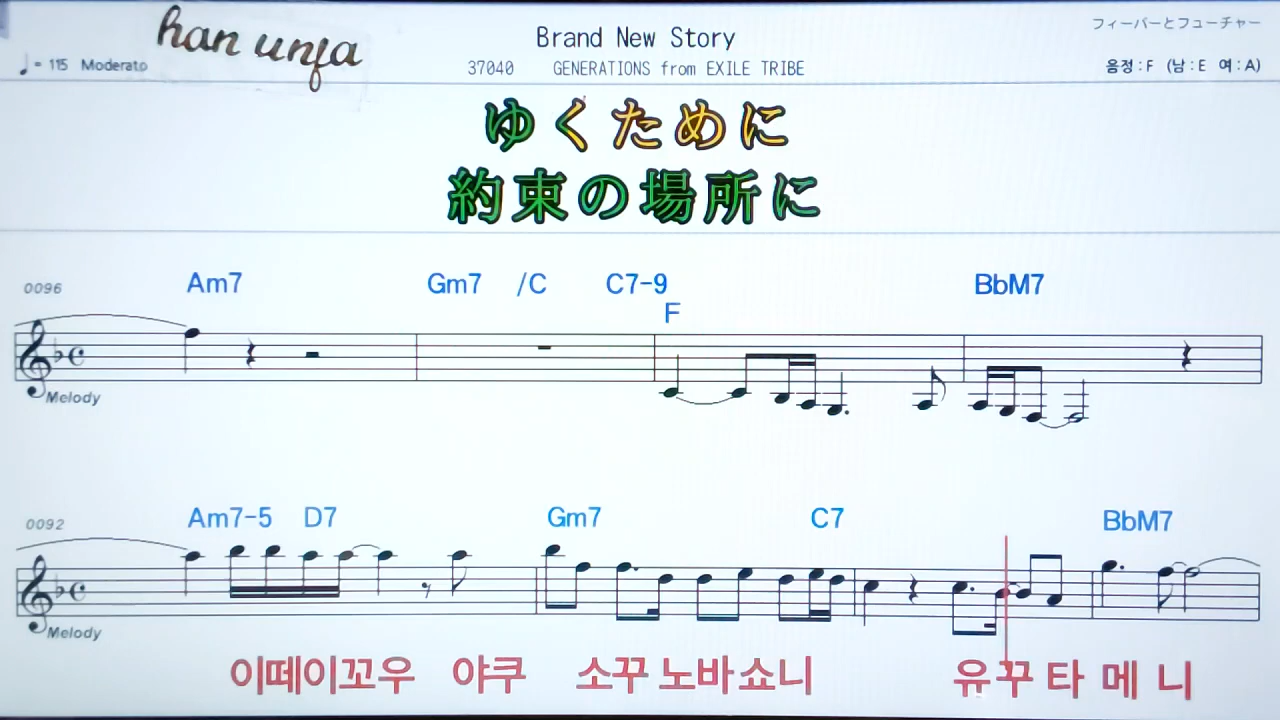 han unfa
Brand New Story
フィーバーとフューチャー
♩= 115 Moderato
37040 GENERATIONS from EXILE TRIBE
음정:F (남:E 여:A)
ゆくために
約束の場所に
0096 Am7 Gm7 /C C7-9 BbM7
F
Melody
0092 Am7-5 D7 Gm7 C7 BbM7
Melody
이떼이꼬우 야쿠 소꾸노바쇼니 유꾸타메니